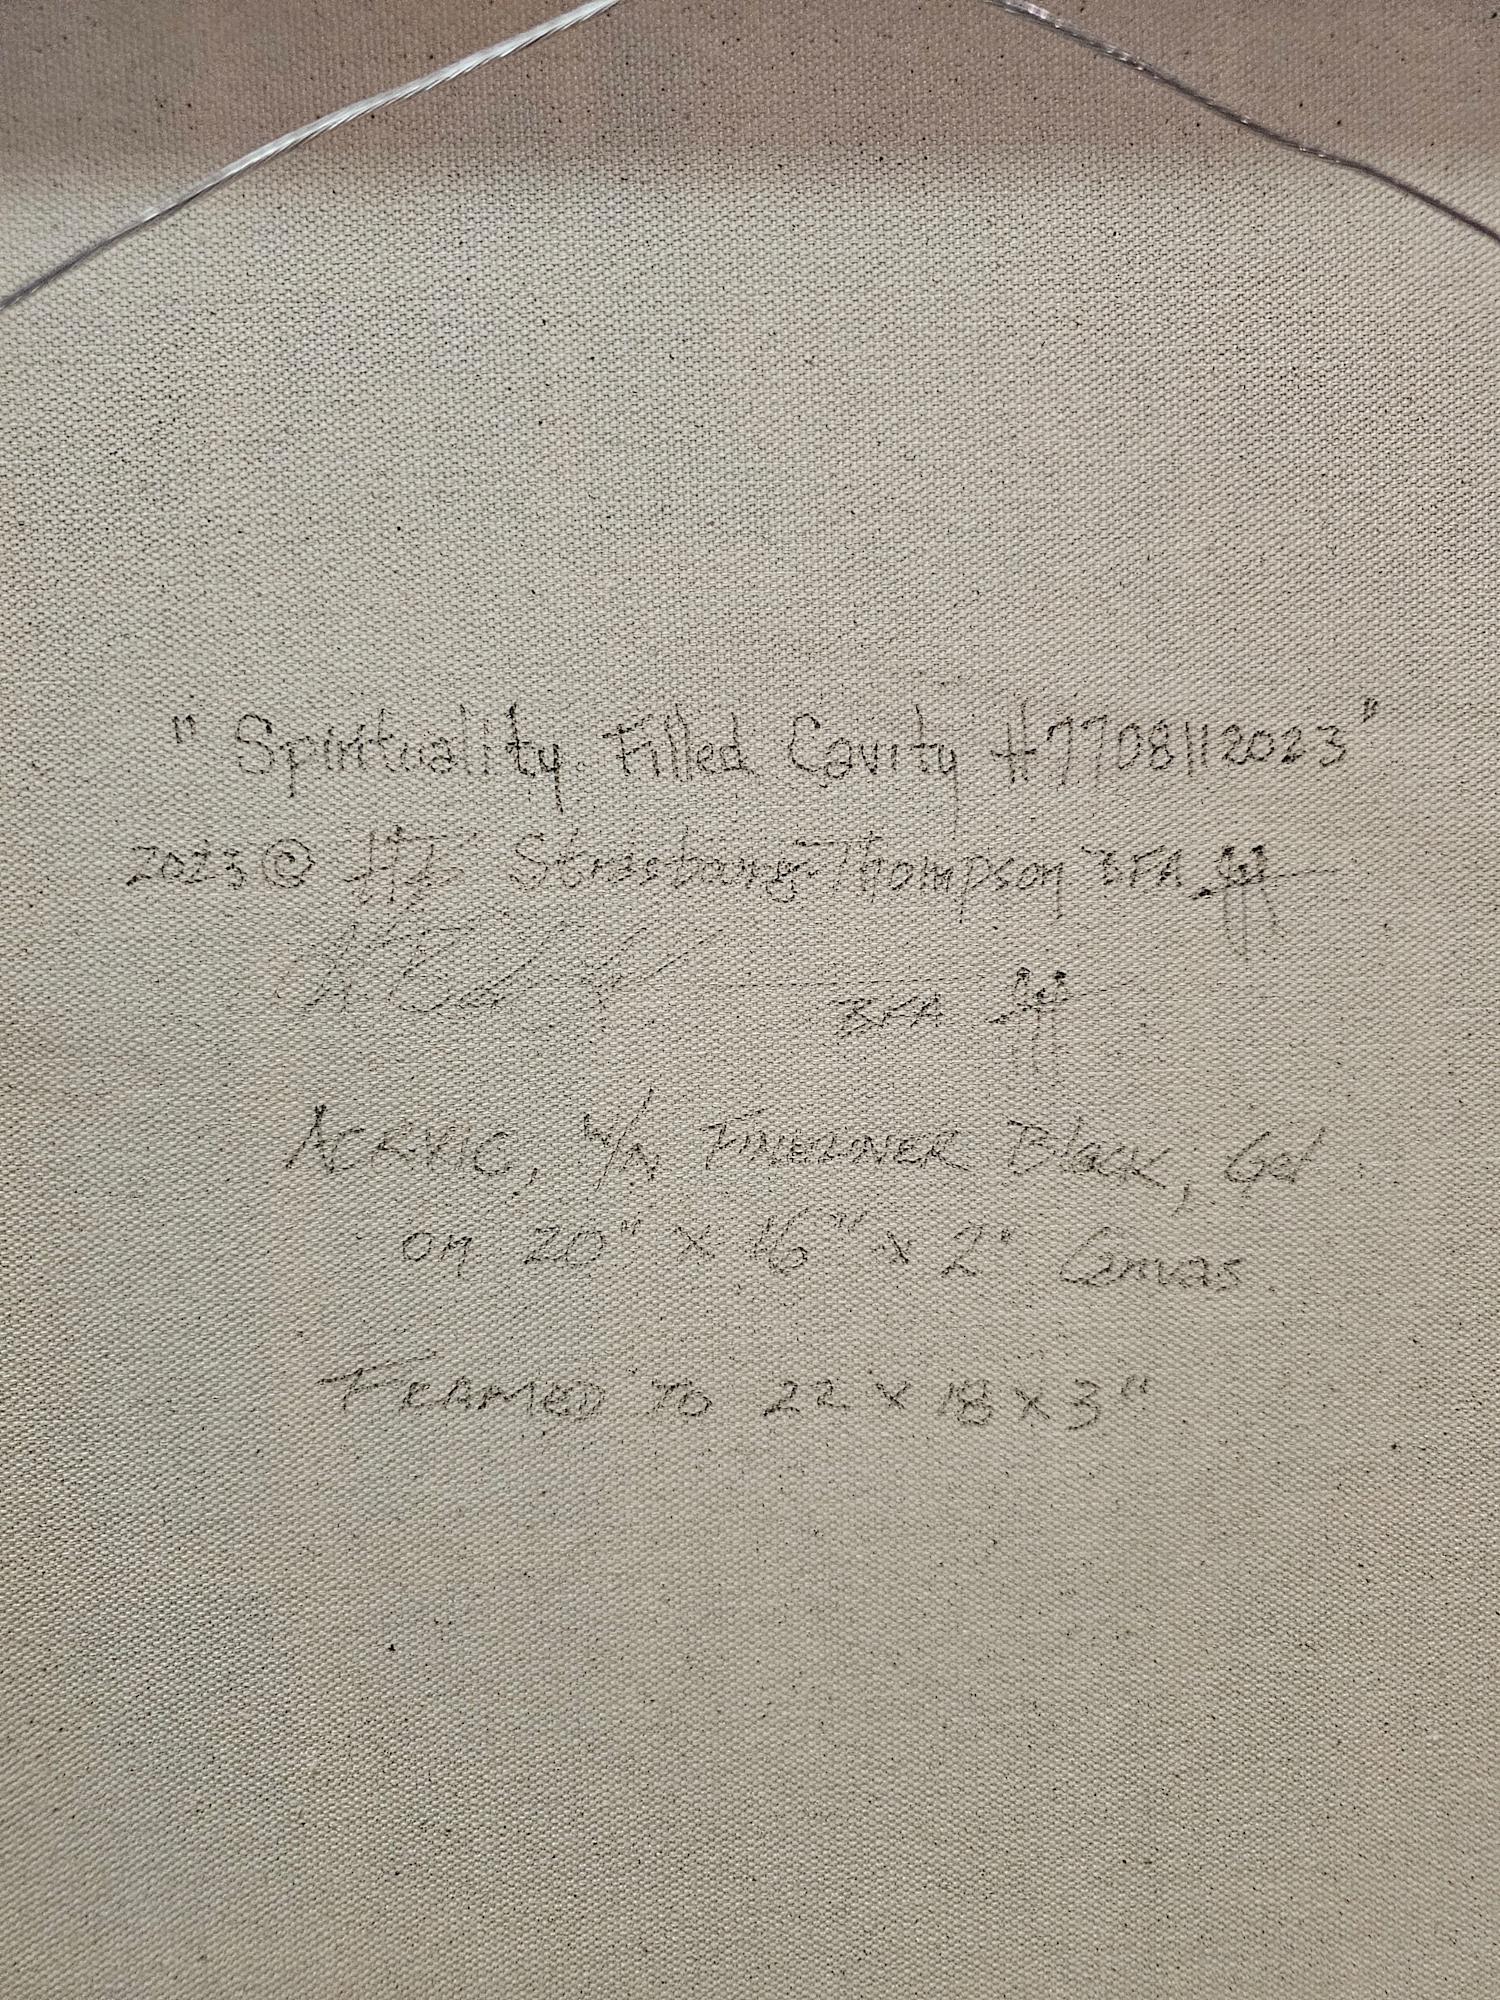 "Spirituality Filled Cavity #7708112023"
2023 © Strasbourg-Thompson BFA
BFA
ACRYLIC, W/ FINELINER Black, Gel
on 20" x 16" x 2" Canvas
FRAMED TO 22 x 18 x 3"